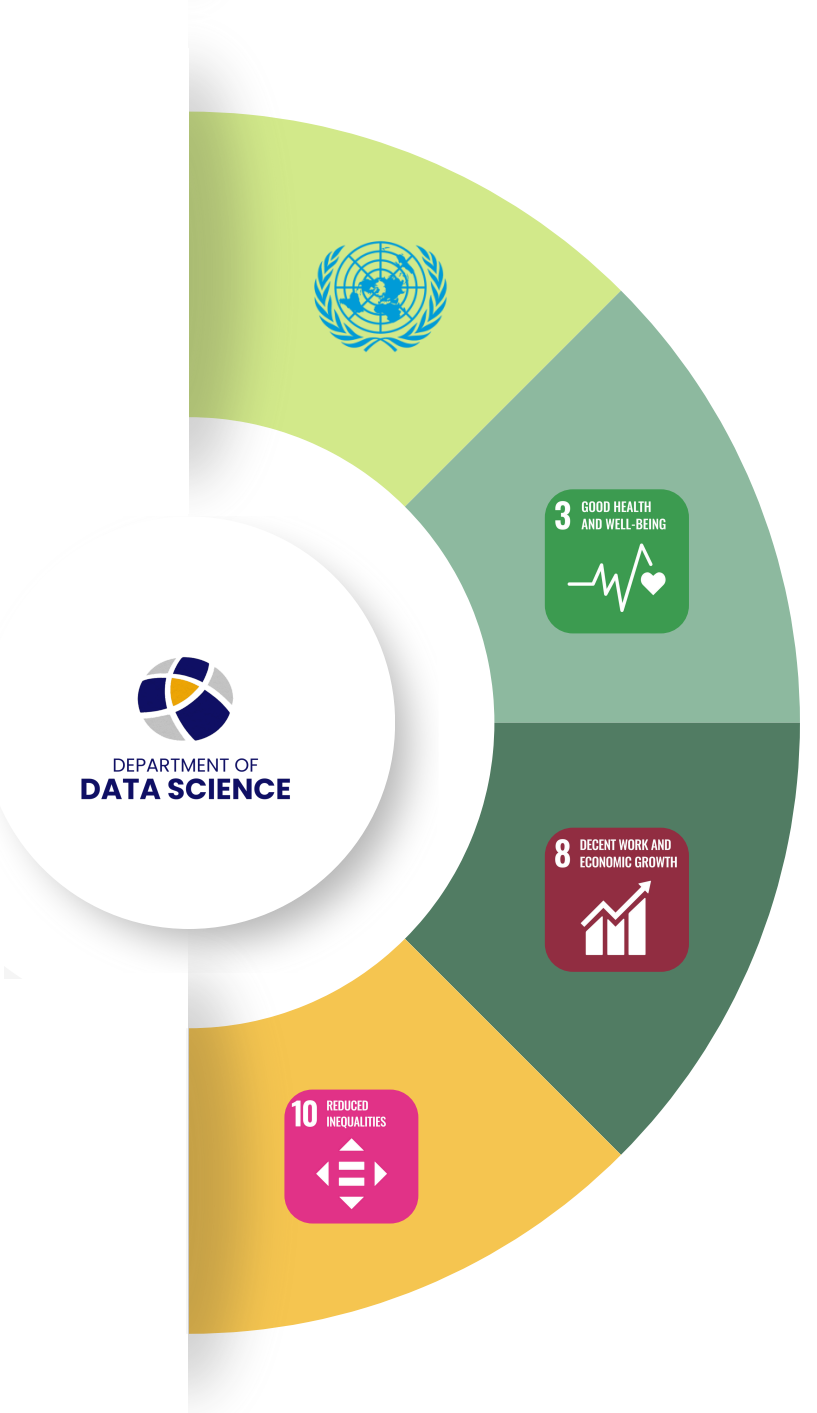 3 GOOD HEALTH
AND WELL-BEING
DEPARTMENT OF
DATA SCIENCE
8 DECENT WORK AND
ECONOMIC GROWTH
10 REDUCED
INEQUALITIES